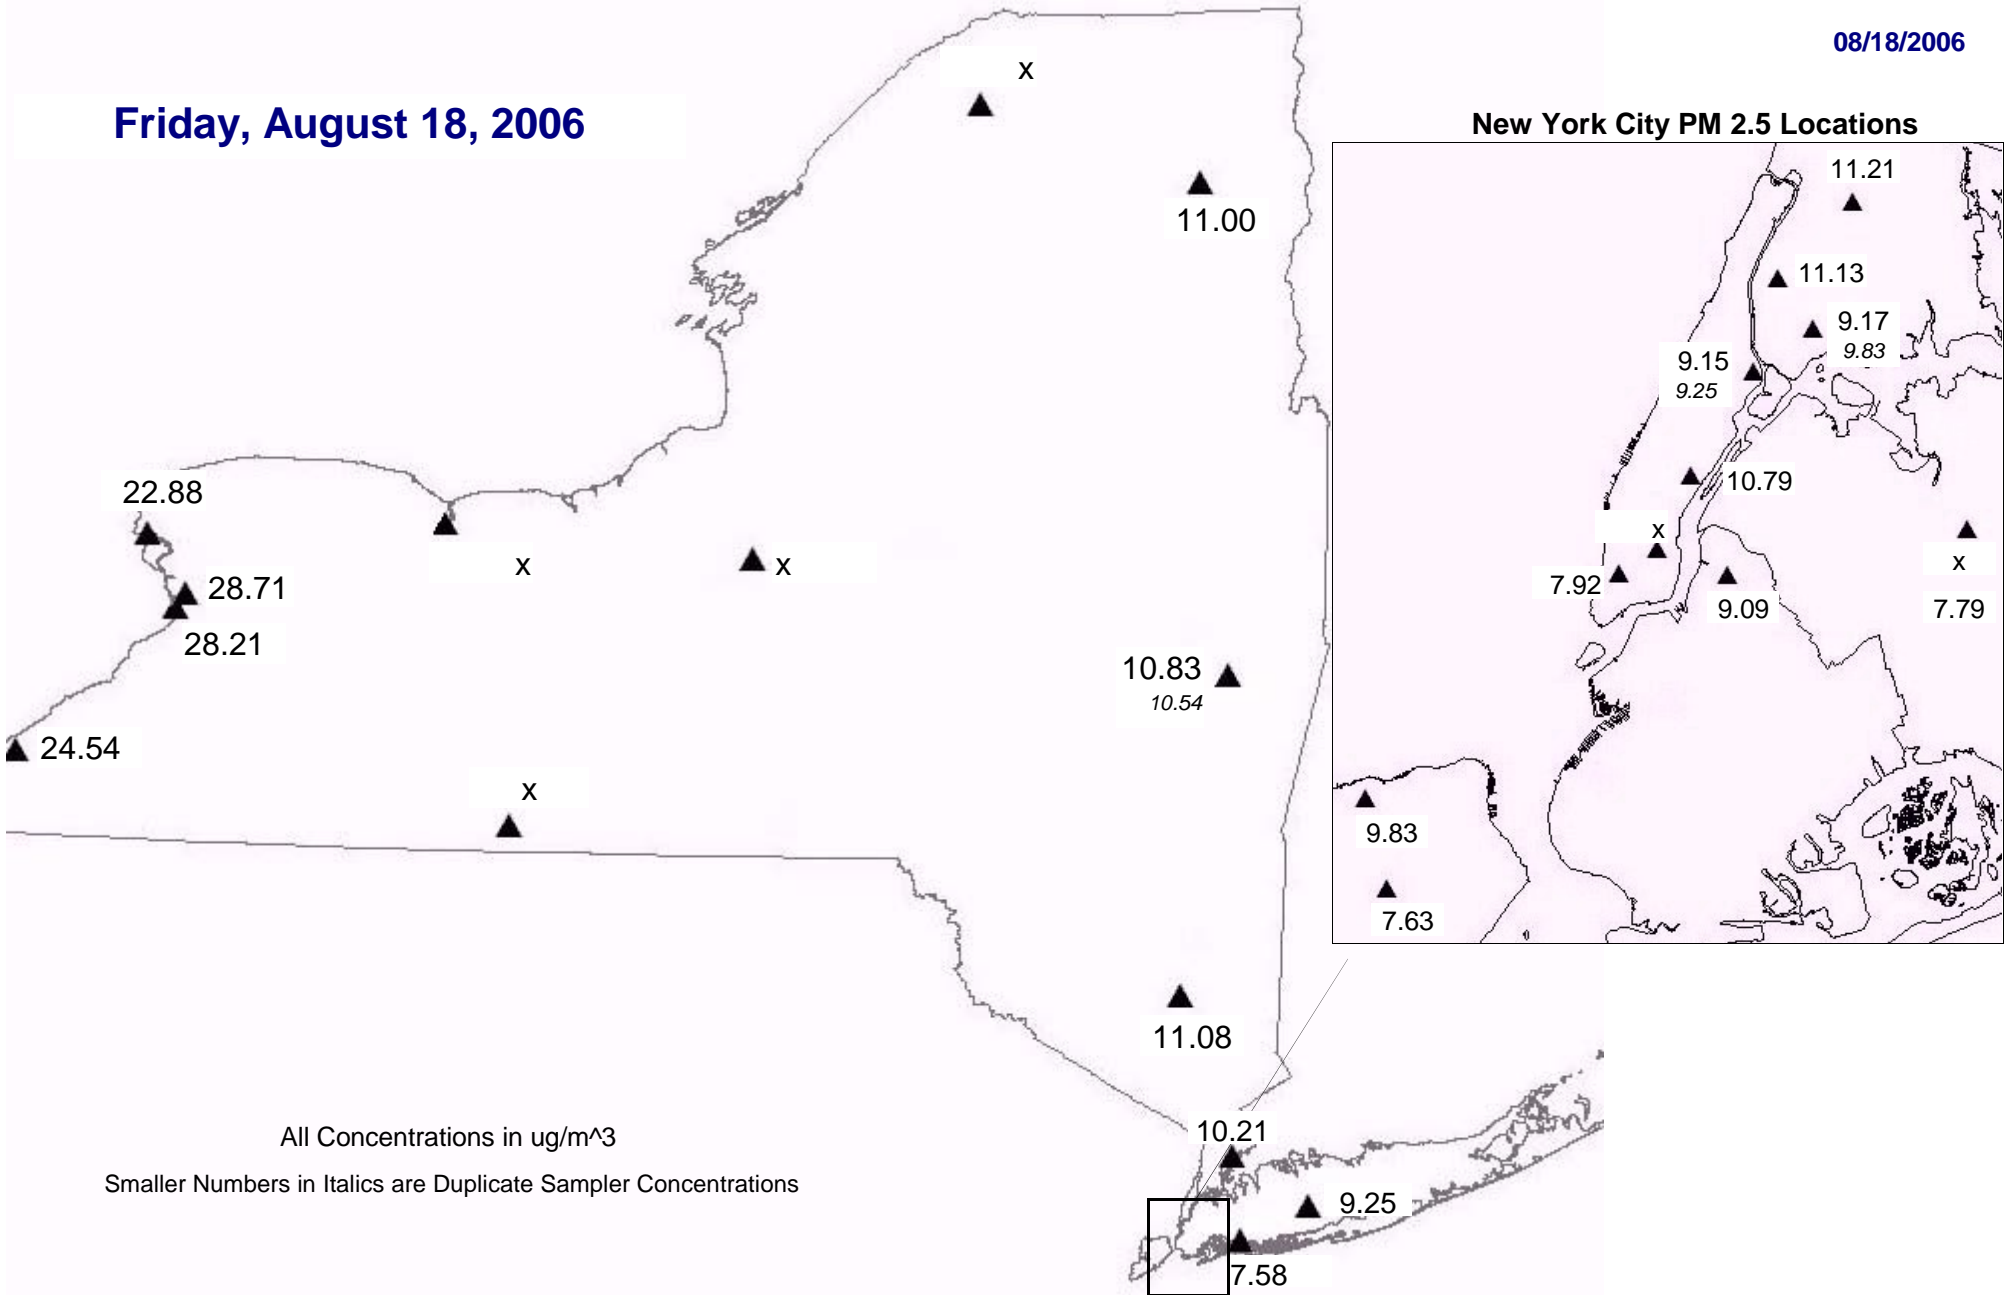 08/18/2006
Friday, August 18, 2006
x
11.00
22.88
x
x
28.71
28.21
10.83
10.54
24.54
x
11.08
10.21
9.25
7.58
New York City PM 2.5 Locations
11.21
11.13
9.17
9.83
9.15
9.25
10.79
x
x
7.92
9.09
7.79
9.83
7.63
All Concentrations in ug/m^3
Smaller Numbers in Italics are Duplicate Sampler Concentrations